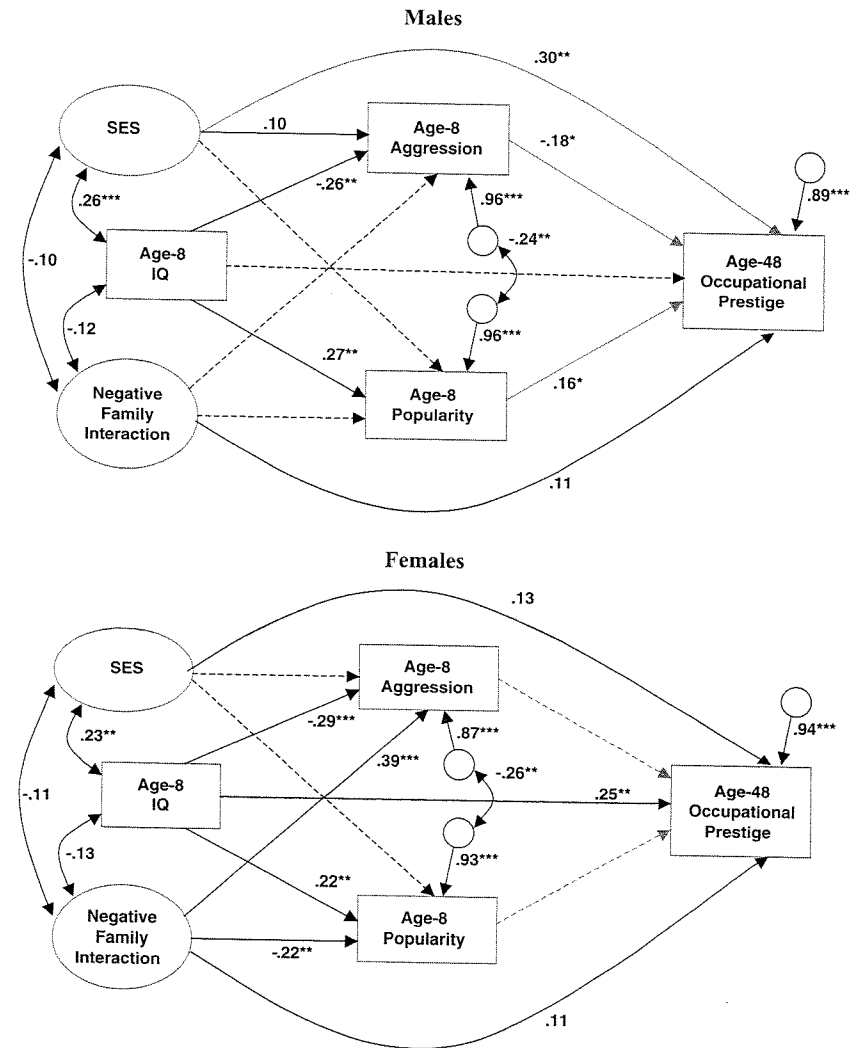 Males
.30**
SES
.10
Age-8
Aggression
-.18*
.26***
-.26**
.96***
.89***
-.24**
Age-8
IQ
Age-48
Occupational
Prestige
-.10
-.12
.27**
.96***
.16*
Negative
Family
Interaction
Age-8
Popularity
.11
Females
.13
SES
Age-8
Aggression
-.29***
.23**
.39***
.87***
.94***
-.26**
Age-8
IQ
.25**
Age-48
Occupational
Prestige
-.11
-.13
.22**
.93***
Negative
Family
Interaction
Age-8
Popularity
-.22**
.11